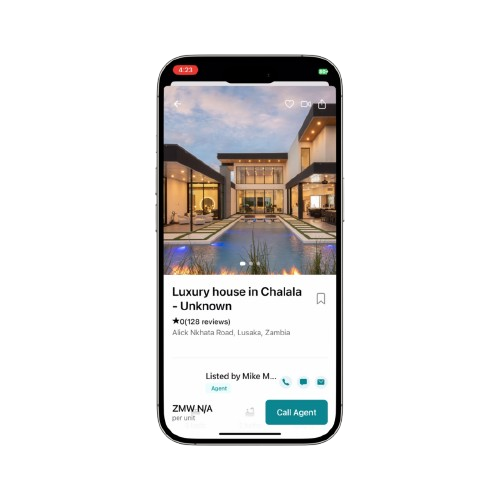 4:23
Luxury house in Chalala
- Unknown
★0(128 reviews)
Alick Nkhata Road, Lusaka, Zambia
Listed by Mike M...
Agent
ZMW N/A
per unit
Call Agent